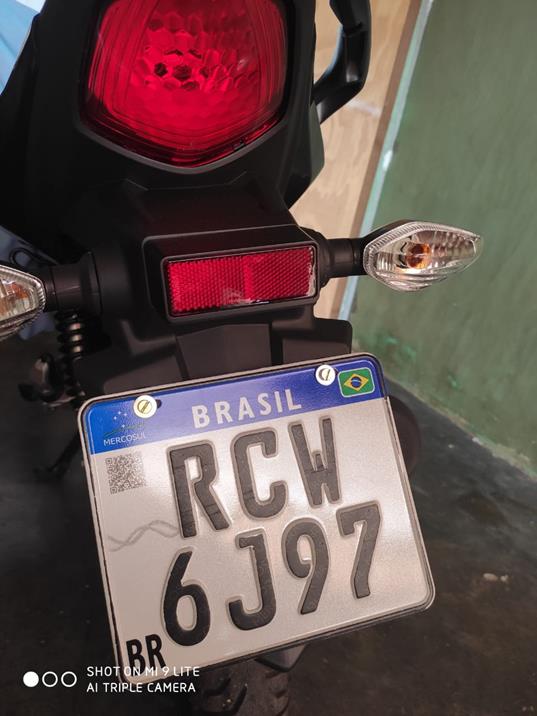 BRASIL
MERCOSUL
RCW
6J97
BR
SHOT ON MI 9 LITE
AI TRIPLE CAMERA